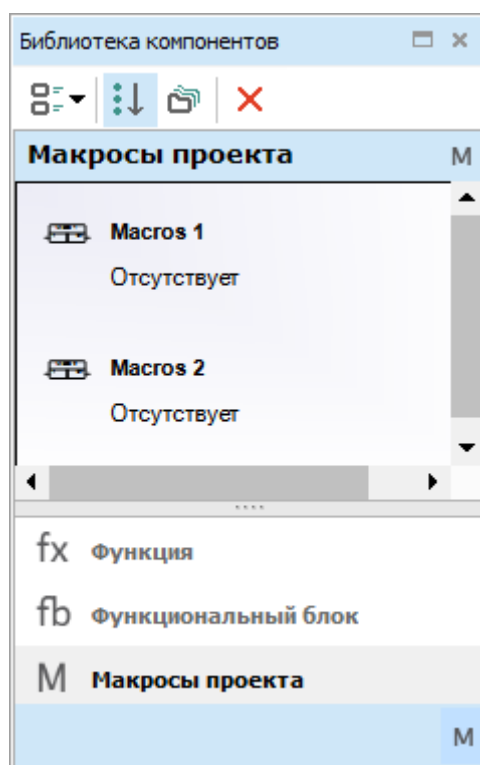 Библиотека компонентов
Макросы проекта M
Macros 1
Отсутствует
Macros 2
Отсутствует
fx Функция
fb Функциональный блок
M Макросы проекта
M